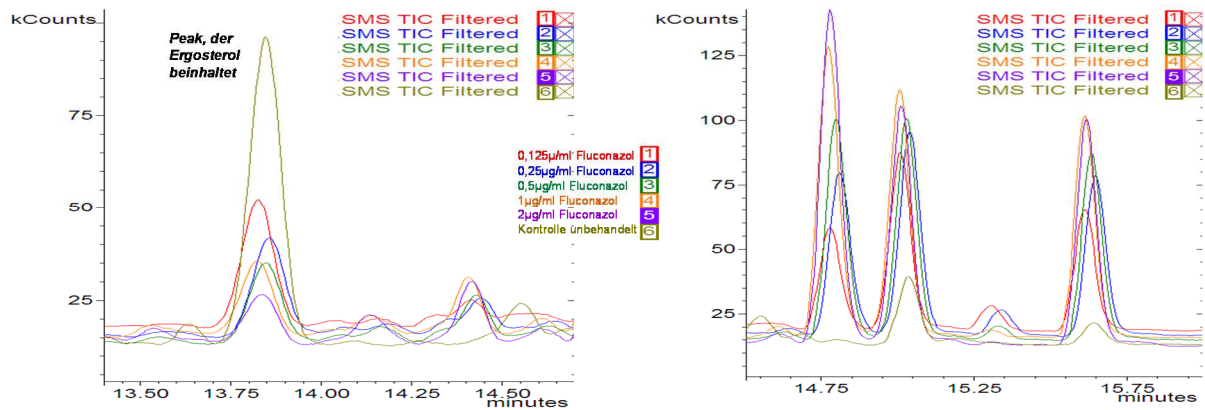 kCounts
Peak, der
Ergosterol
beinhaltet
SMS TIC Filtered 1
SMS TIC Filtered 2
SMS TIC Filtered 3
SMS TIC Filtered 4
SMS TIC Filtered 5
SMS TIC Filtered 6
75
50
25
13.50 13.75 14.00 14.25 14.50
minutes
0,125µ/ml Fluconazol 1
0,25µg/ml Fluconazol 2
0,5µg/ml Fluconazol 3
1µg/ml Fluconazol 4
2µg/ml Fluconazol 5
Kontrolle unbehandelt 6
kCounts
SMS TIC Filtered 1
SMS TIC Filtered 2
SMS TIC Filtered 3
SMS TIC Filtered 4
SMS TIC Filtered 5
SMS TIC Filtered 6
125
100
75
50
25
14.75 15.25 15.75
minutes